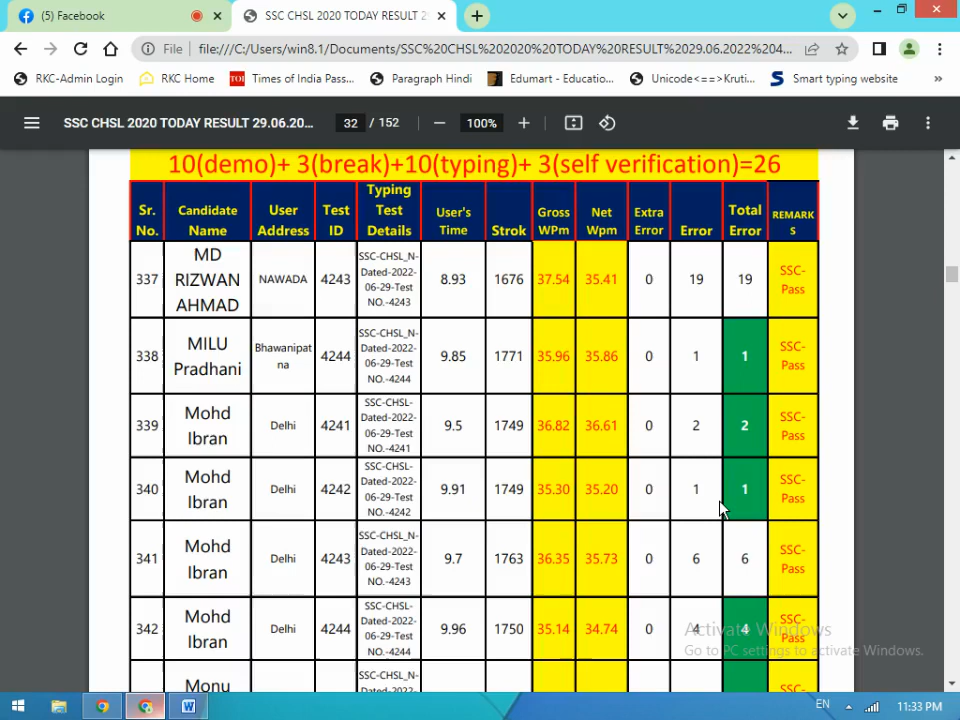 (5) Facebook
SSC CHSL 2020 TODAY RESULT 29.06
File
file:///C:/Users/win8.1/Documents/SSC%20CHSL%202020%20TODAY%20RESULT%2029.06.2022%204...
RKC-Admin Login
RKC Home
TOI
Times of India Pass...
Paragraph Hindi
Edumart - Educatio...
Unicode<==>Kruti...
S
Smart typing website
»
SSC CHSL 2020 TODAY RESULT 29.06.20...
32 / 152
100%
10(demo)+ 3(break)+10(typing)+ 3(self verification)=26
Sr. No. Candidate Name User Address Test ID Typing Test Details User's Time Strok Gross WPm Net Wpm Extra Error Error Total Error REMARK S
337 MD RIZWAN AHMAD NAWADA 4243 SSC-CHSL_N-Dated-2022-06-29-Test NO.-4243 8.93 1676 37.54 35.41 0 19 19 SSC-Pass
338 MILU Pradhani Bhawanipat na 4244 SSC-CHSL_N-Dated-2022-06-29-Test NO.-4244 9.85 1771 35.96 35.86 0 1 1 SSC-Pass
339 Mohd Ibran Delhi 4241 SSC-CHSL-Dated-2022-06-29-Test NO.-4241 9.5 1749 36.82 36.61 0 2 2 SSC-Pass
340 Mohd Ibran Delhi 4242 SSC-CHSL-Dated-2022-06-29-Test NO.-4242 9.91 1749 35.30 35.20 0 1 1 SSC-Pass
341 Mohd Ibran Delhi 4243 SSC-CHSL_N-Dated-2022-06-29-Test NO.-4243 9.7 1763 36.35 35.73 0 6 6 SSC-Pass
342 Mohd Ibran Delhi 4244 SSC-CHSL-Dated-2022-06-29-Test NO.-4244 9.96 1750 35.14 34.74 0 4 4 SSC-Pass
Monu SSC-CHSL_N-Dated-2022- SSC-
Activate Windows
Go to PC settings to activate Windows.
EN
11:33 PM